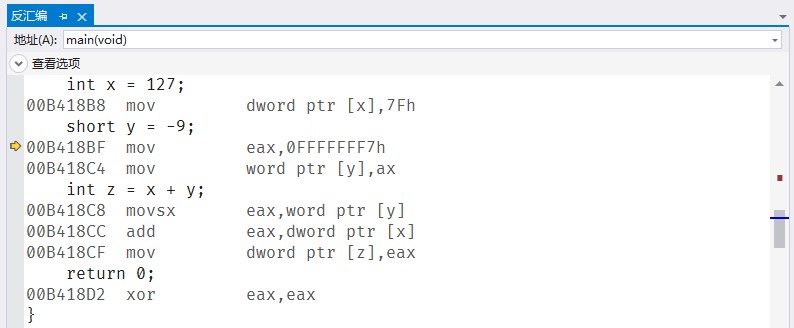 反汇编
地址(A): main(void)
查看选项
int x = 127;
00B418B8 mov dword ptr [x],7Fh
short y = -9;
00B418BF mov eax,0FFFFFFF7h
00B418C4 mov word ptr [y],ax
int z = x + y;
00B418C8 movsx eax,word ptr [y]
00B418CC add eax,dword ptr [x]
00B418CF mov dword ptr [z],eax
return 0;
00B418D2 xor eax,eax
}